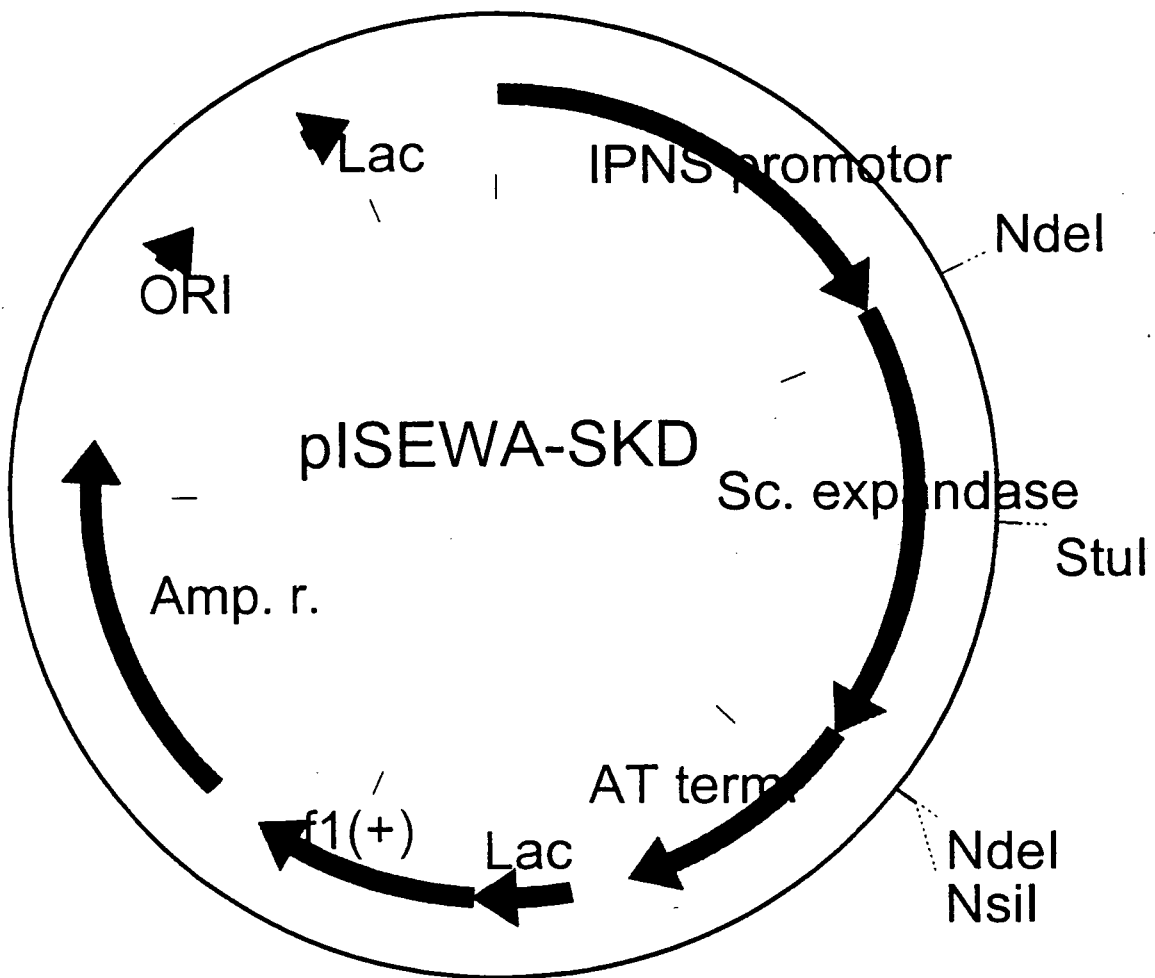 Lac
IPNS promotor
NdeI
ORI
pISEWA-SKD
Sc. expandase
StuI
Amp. r.
AT term.
f1(+)
Lac
NdeI
NsiI